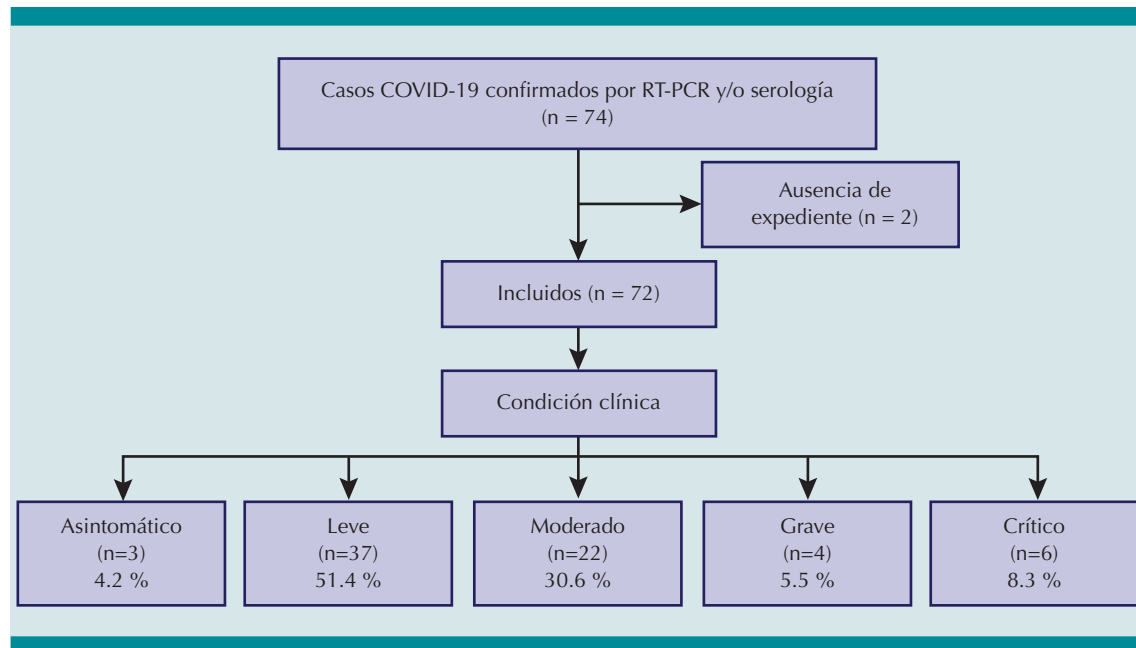 Casos COVID-19 confirmados por RT-PCR y/o serología
(n = 74)
Ausencia de
expediente (n = 2)
Incluidos (n = 72)
Condición clínica
Asintomático
(n=3)
4.2 %
Leve
(n=37)
51.4 %
Moderado
(n=22)
30.6 %
Grave
(n=4)
5.5 %
Crítico
(n=6)
8.3 %